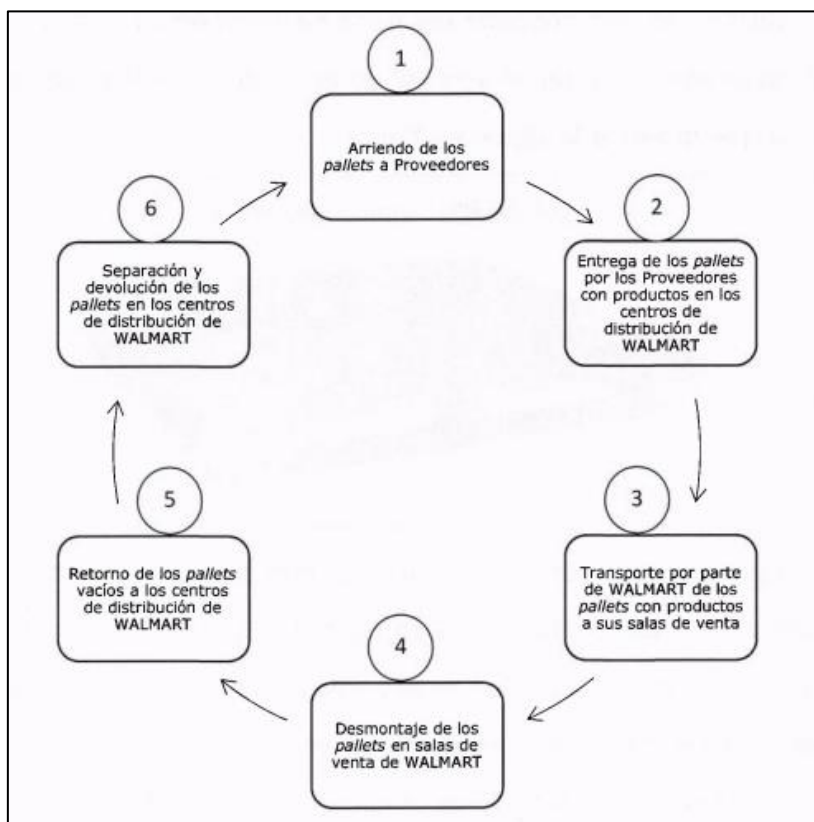 1
Arriendo de los
pallets a Proveedores
2
Entrega de los pallets
por los Proveedores
con productos en los
centros de
distribución de
WALMART
3
Transporte por parte
de WALMART de los
pallets con productos
a sus salas de venta
4
Desmontaje de los
pallets en salas de
venta de WALMART
5
Retorno de los pallets
vacíos a los centros
de distribución de
WALMART
6
Separación y
devolución de los
pallets en los centros
de distribución de
WALMART